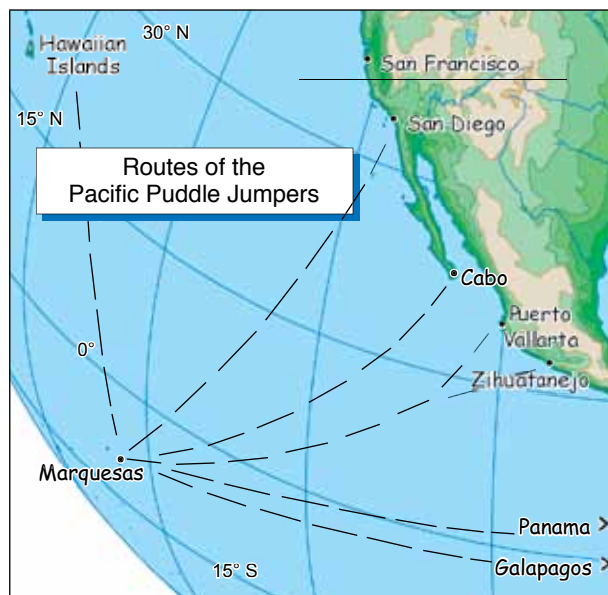 30° N
Hawaiian
Islands
San Francisco
15° N
San Diego
Routes of the
Pacific Puddle Jumpers
Cabo
Puerto
Vallarta
0°
Zihuatanejo
Marquesas
Panama >
Galapagos >
15° S